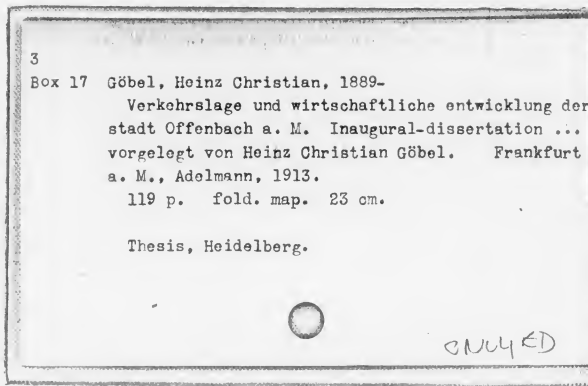 3
Box 17 Göbel, Heinz Christian, 1889-
Verkehrslage und wirtschaftliche entwicklung der
stadt Offenbach a. M. Inaugural-dissertation ...
vorgelegt von Heinz Christian Göbel. Frankfurt
a. M., Adelmann, 1913.
119 p. fold. map. 23 cm.
Thesis, Heidelberg.